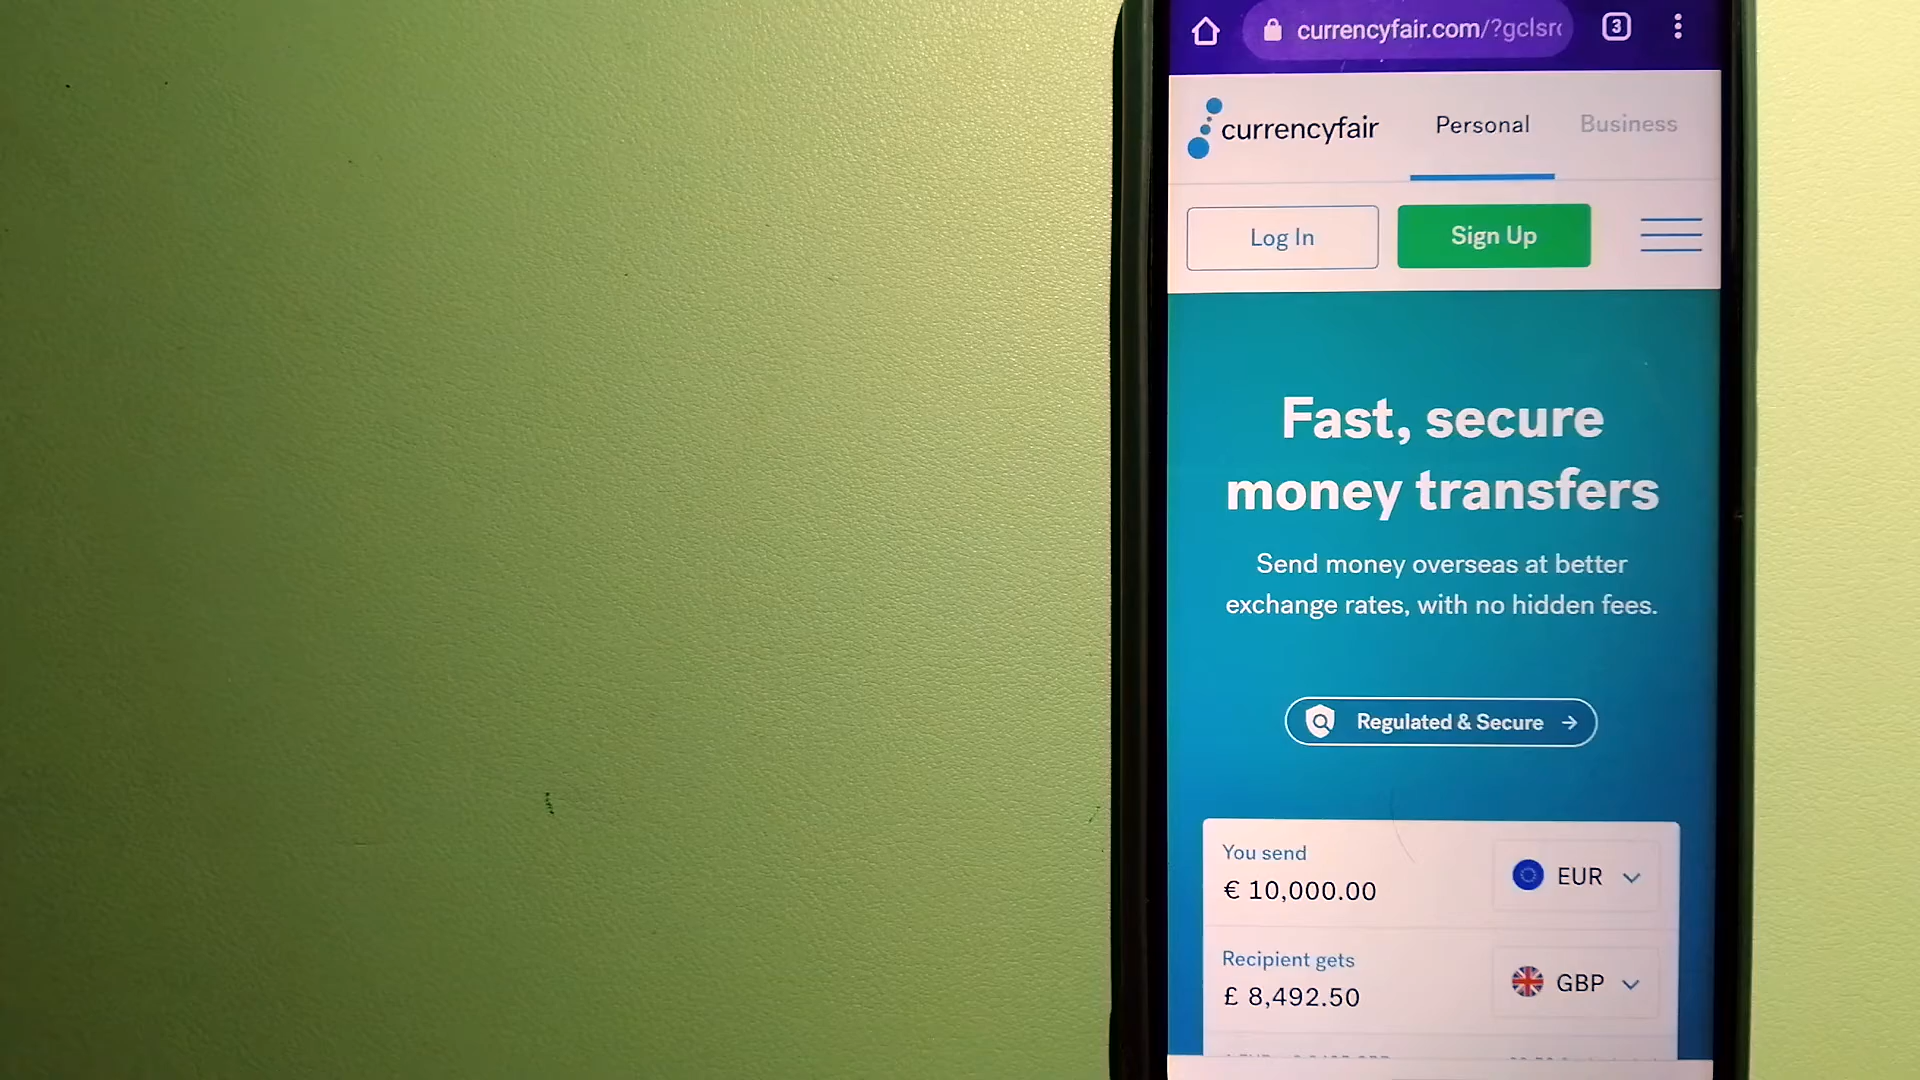 currencyfair.com/?gclsrc
3
currencyfair
Personal
Business
Log In
Sign Up
Fast, secure
money transfers
Send money overseas at better
exchange rates, with no hidden fees.
Regulated & Secure
You send
€ 10,000.00
EUR
Recipient gets
£ 8,492.50
GBP